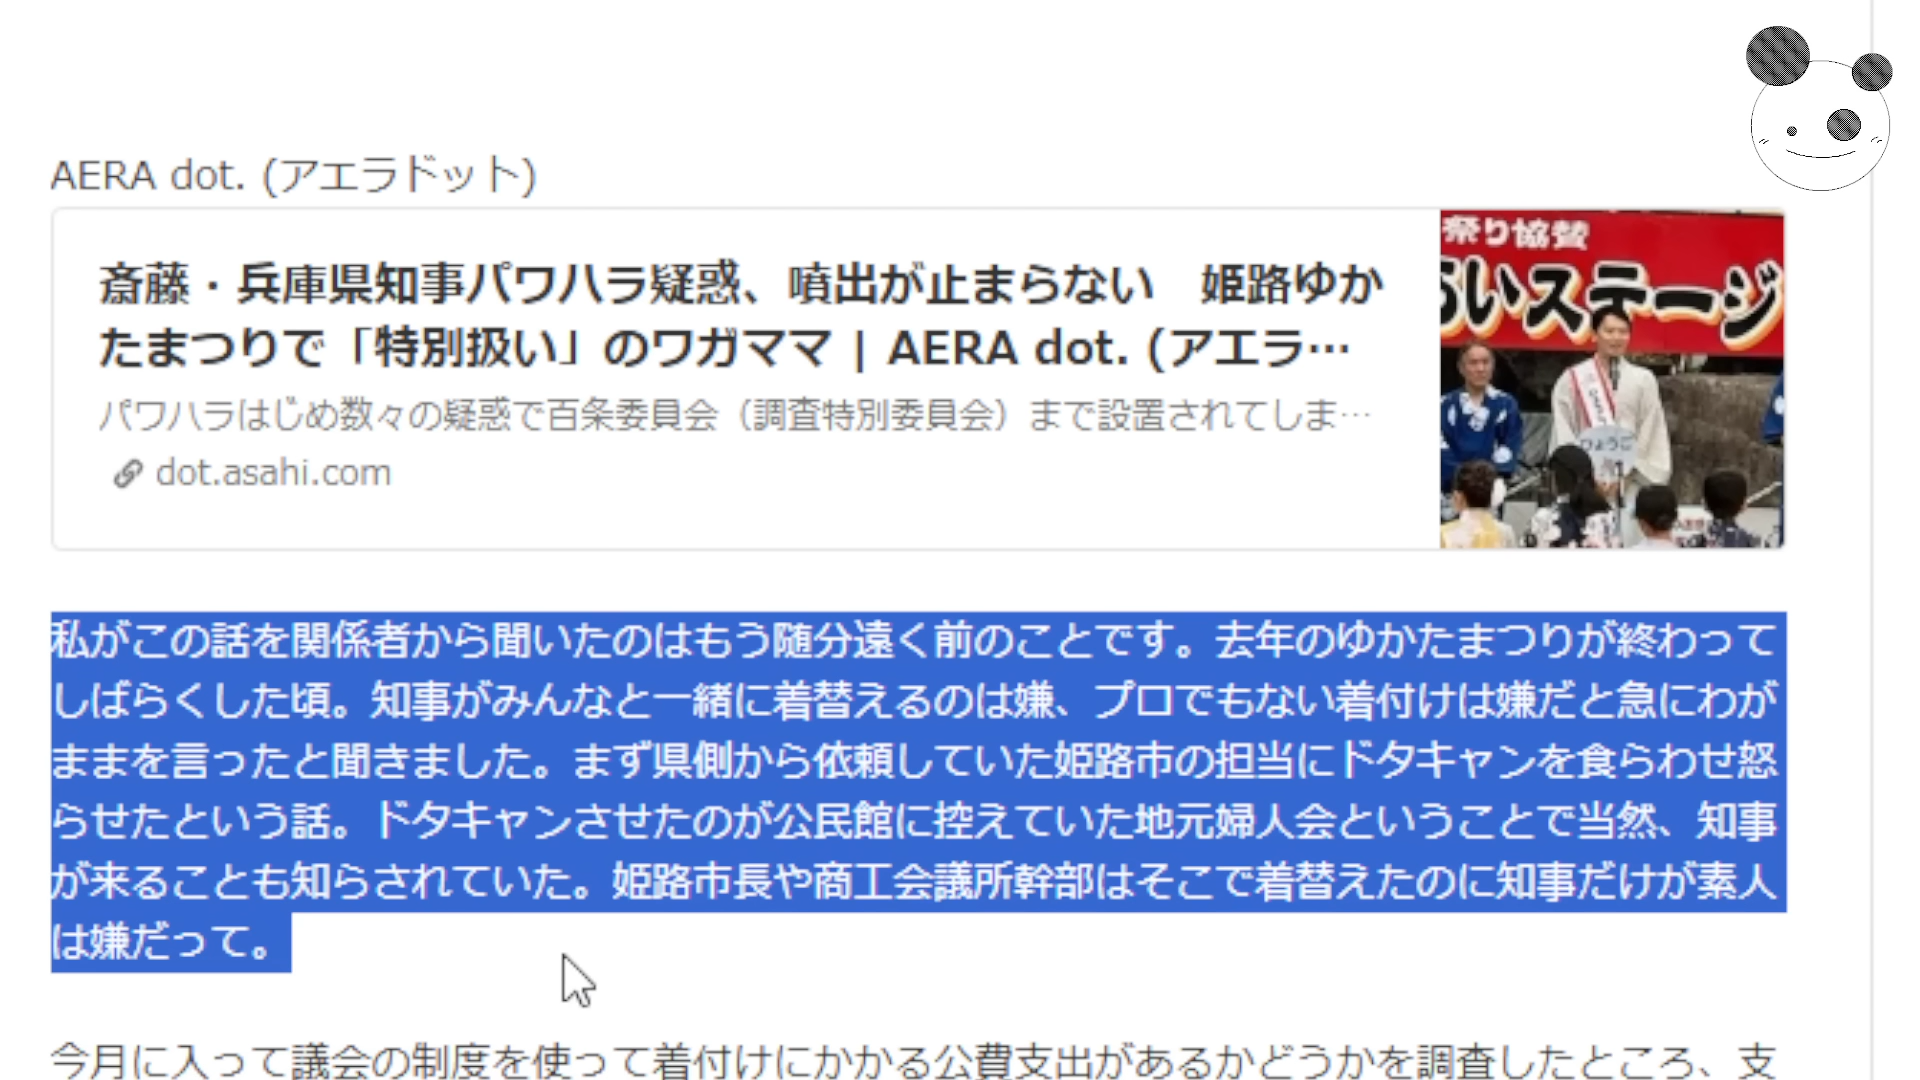 AERA dot. (アエラドット)
斎藤・兵庫県知事パワハラ疑惑、噴出が止まらない　姫路ゆか
たまつりで「特別扱い」のワガママ | AERA dot. (アエラ…
パワハラはじめ数々の疑惑で百条委員会（調査特別委員会）まで設置されてしま…
dot.asahi.com
祭り協賛
らいステージ
ひょうご
私がこの話を関係者から聞いたのはもう随分遠く前のことです。去年のゆかたまつりが終わって
しばらくした頃。知事がみんなと一緒に着替えるのは嫌、プロでもない着付けは嫌だと急にわが
ままを言ったと聞きました。まず県側から依頼していた姫路市の担当にドタキャンを食らわせ怒
らせたという話。ドタキャンさせたのが公民館に控えていた地元婦人会ということで当然、知事
が来ることも知らされていた。姫路市長や商工会議所幹部はそこで着替えたのに知事だけが素人
は嫌だって。
今月に入って議会の制度を使って着付けにかかる公費支出があるかどうかを調査したところ、支